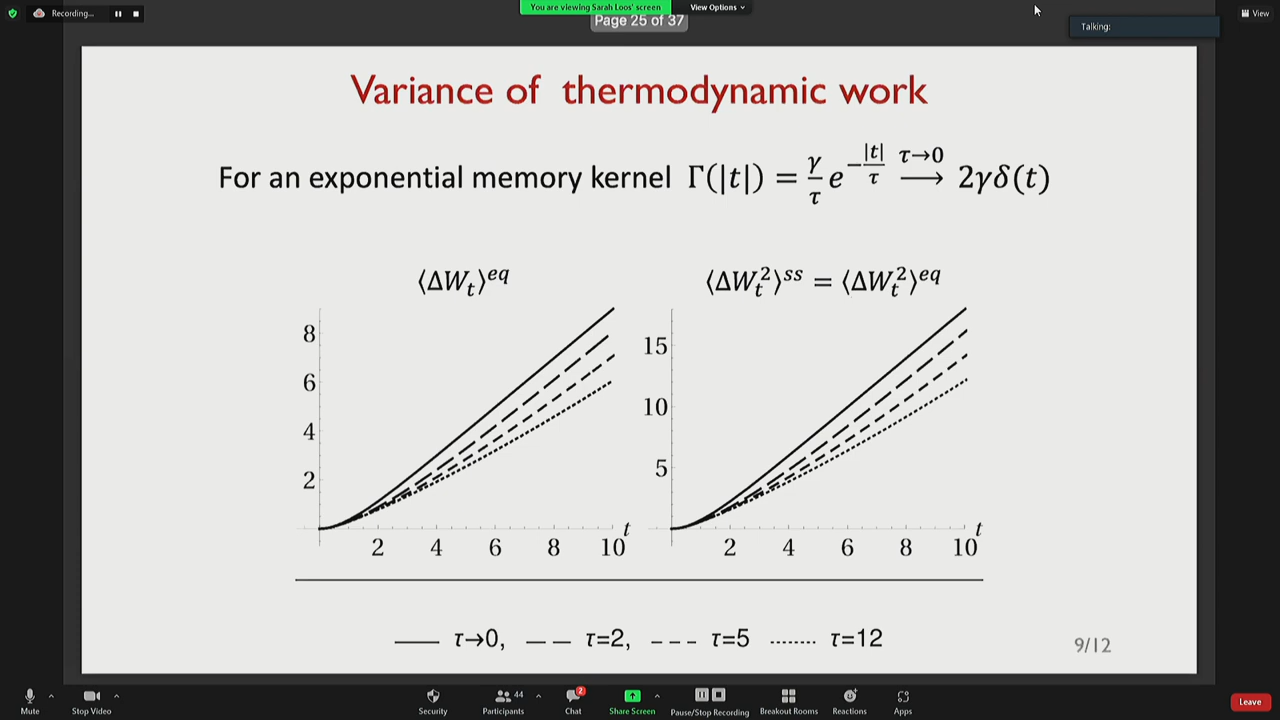 Recording...
You are viewing Sarah Loos' screen
View Options
View
Page 25 of 37
Talking:
Variance of thermodynamic work
For an exponential memory kernel Γ(|t|) = γ/τ e^{-|t|/τ} ⟶^{τ→0} 2γδ(t)
⟨ΔW_t⟩^{eq}
8
6
4
2
2 4 6 8 10 t
⟨ΔW_t^2⟩^{ss} = ⟨ΔW_t^2⟩^{eq}
15
10
5
2 4 6 8 10 t
τ→0, τ=2, τ=5 τ=12
9/12
Mute
Stop Video
Security
Participants 44
Chat 2
Share Screen
Pause/Stop Recording
Breakout Rooms
Reactions
Apps
Leave